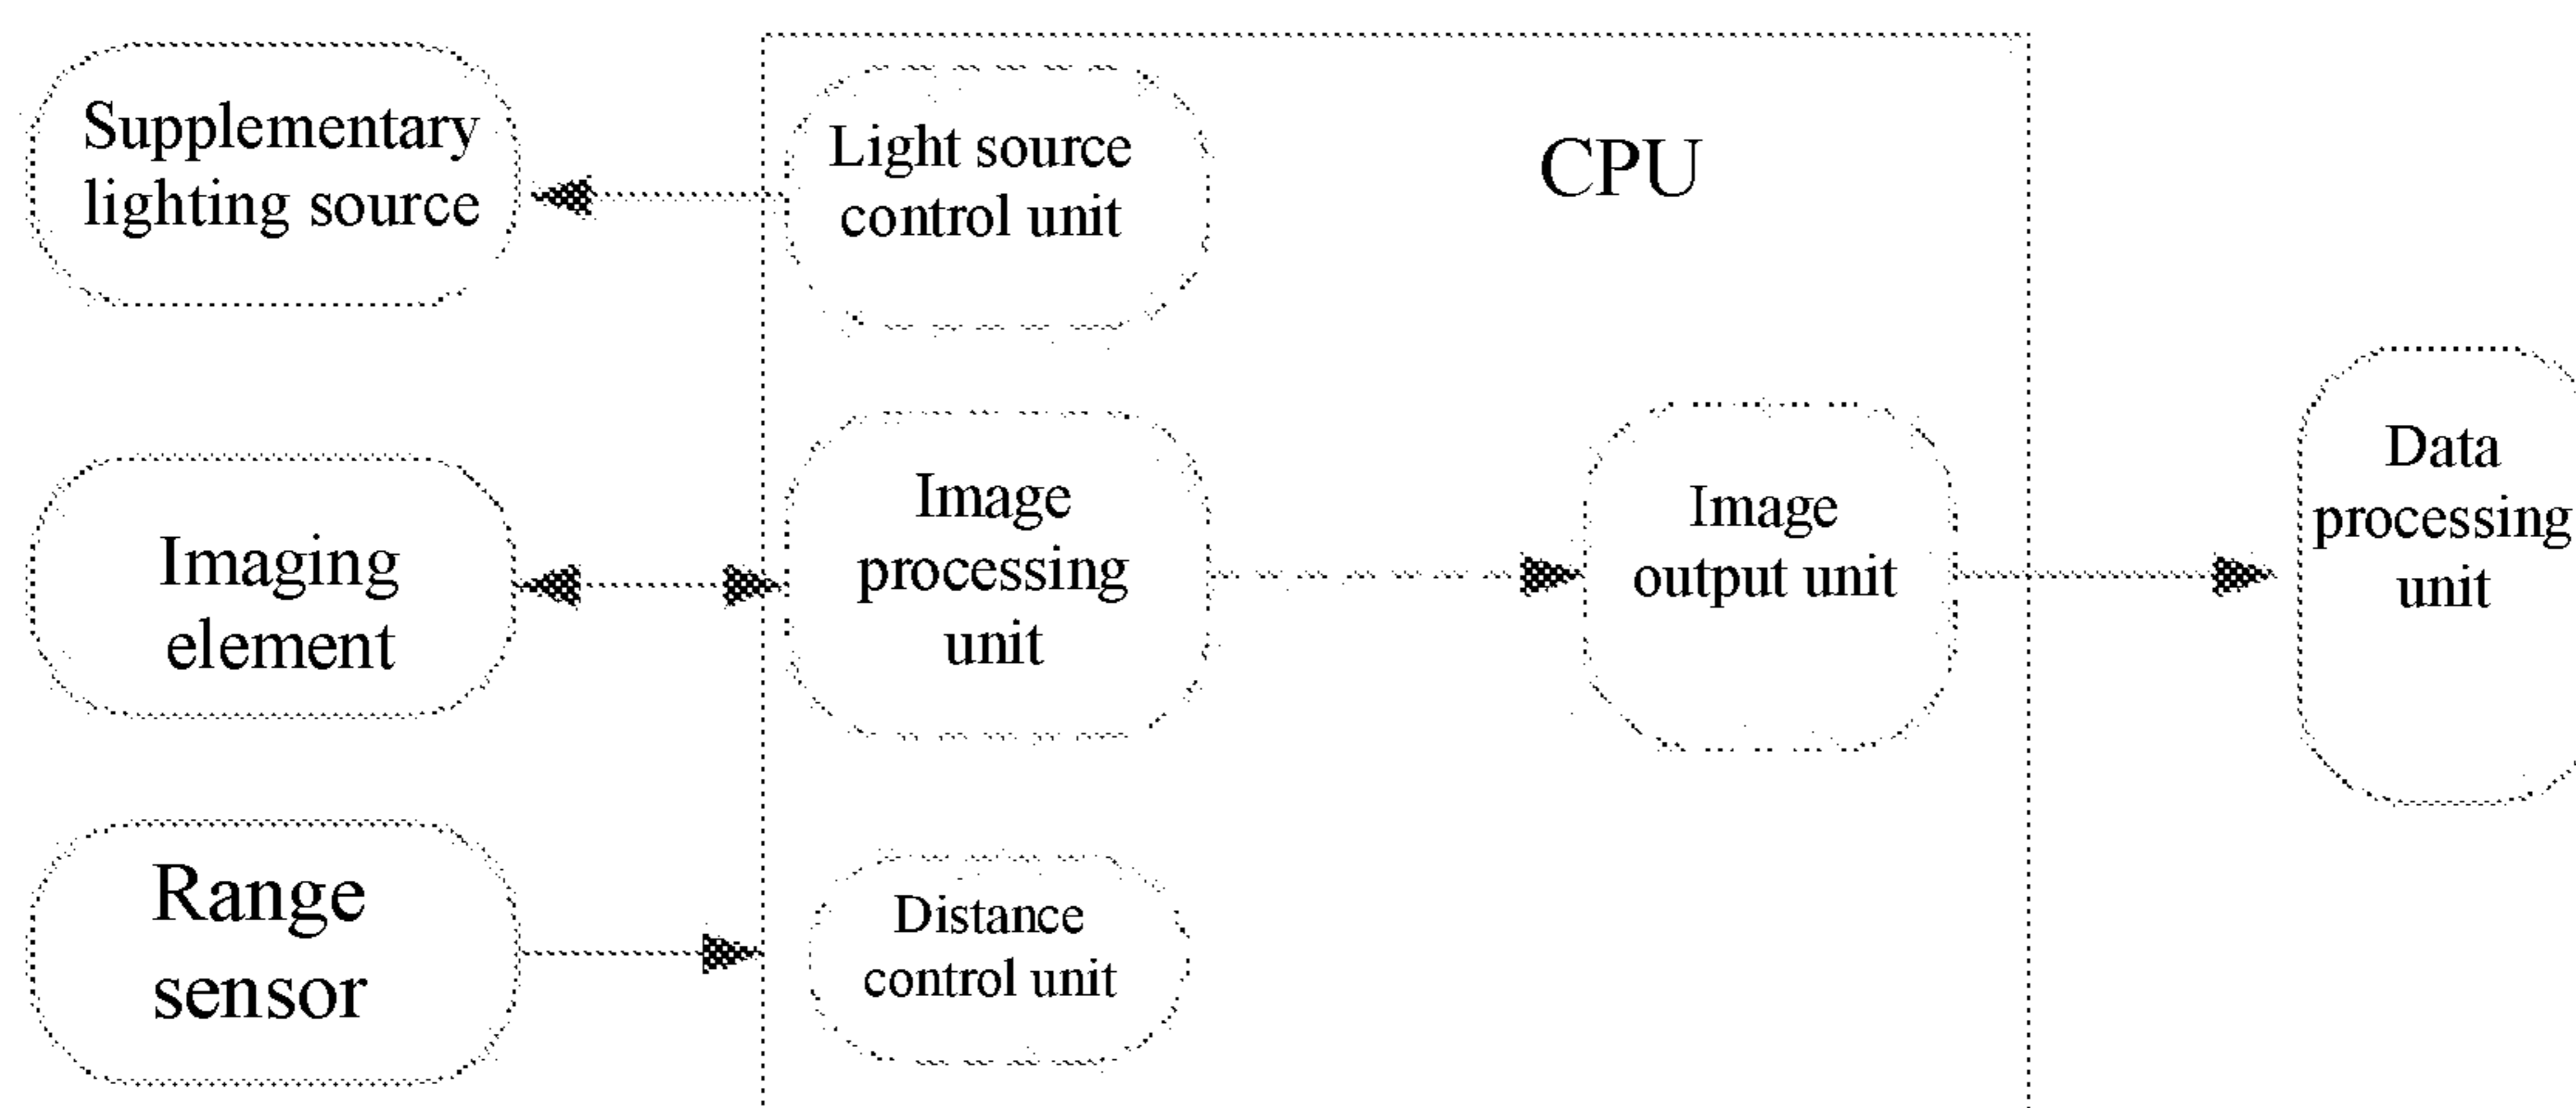 Supplementary
lighting source
Light source
control unit
CPU
Imaging
element
Image
processing
unit
Image
output unit
Data
processing
unit
Range
sensor
Distance
control unit